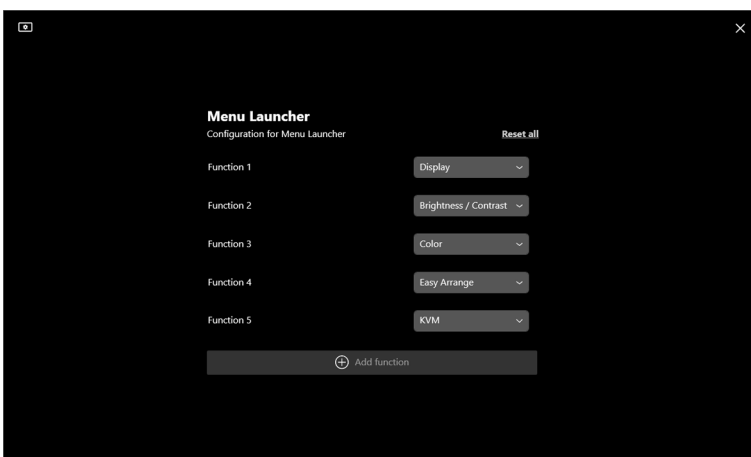 Menu Launcher
Configuration for Menu Launcher Reset all
Function 1 Display
Function 2 Brightness / Contrast
Function 3 Color
Function 4 Easy Arrange
Function 5 KVM
Add function